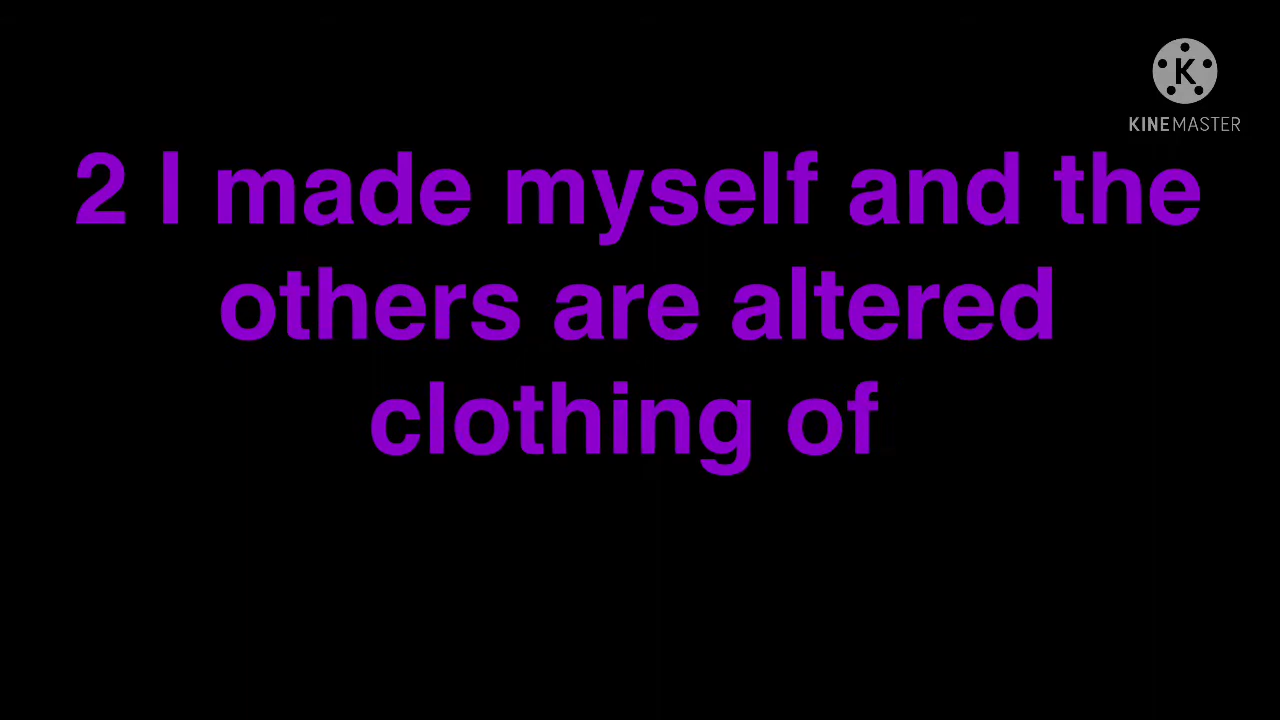 K
KINEMASTER
2 I made myself and the
others are altered
clothing of